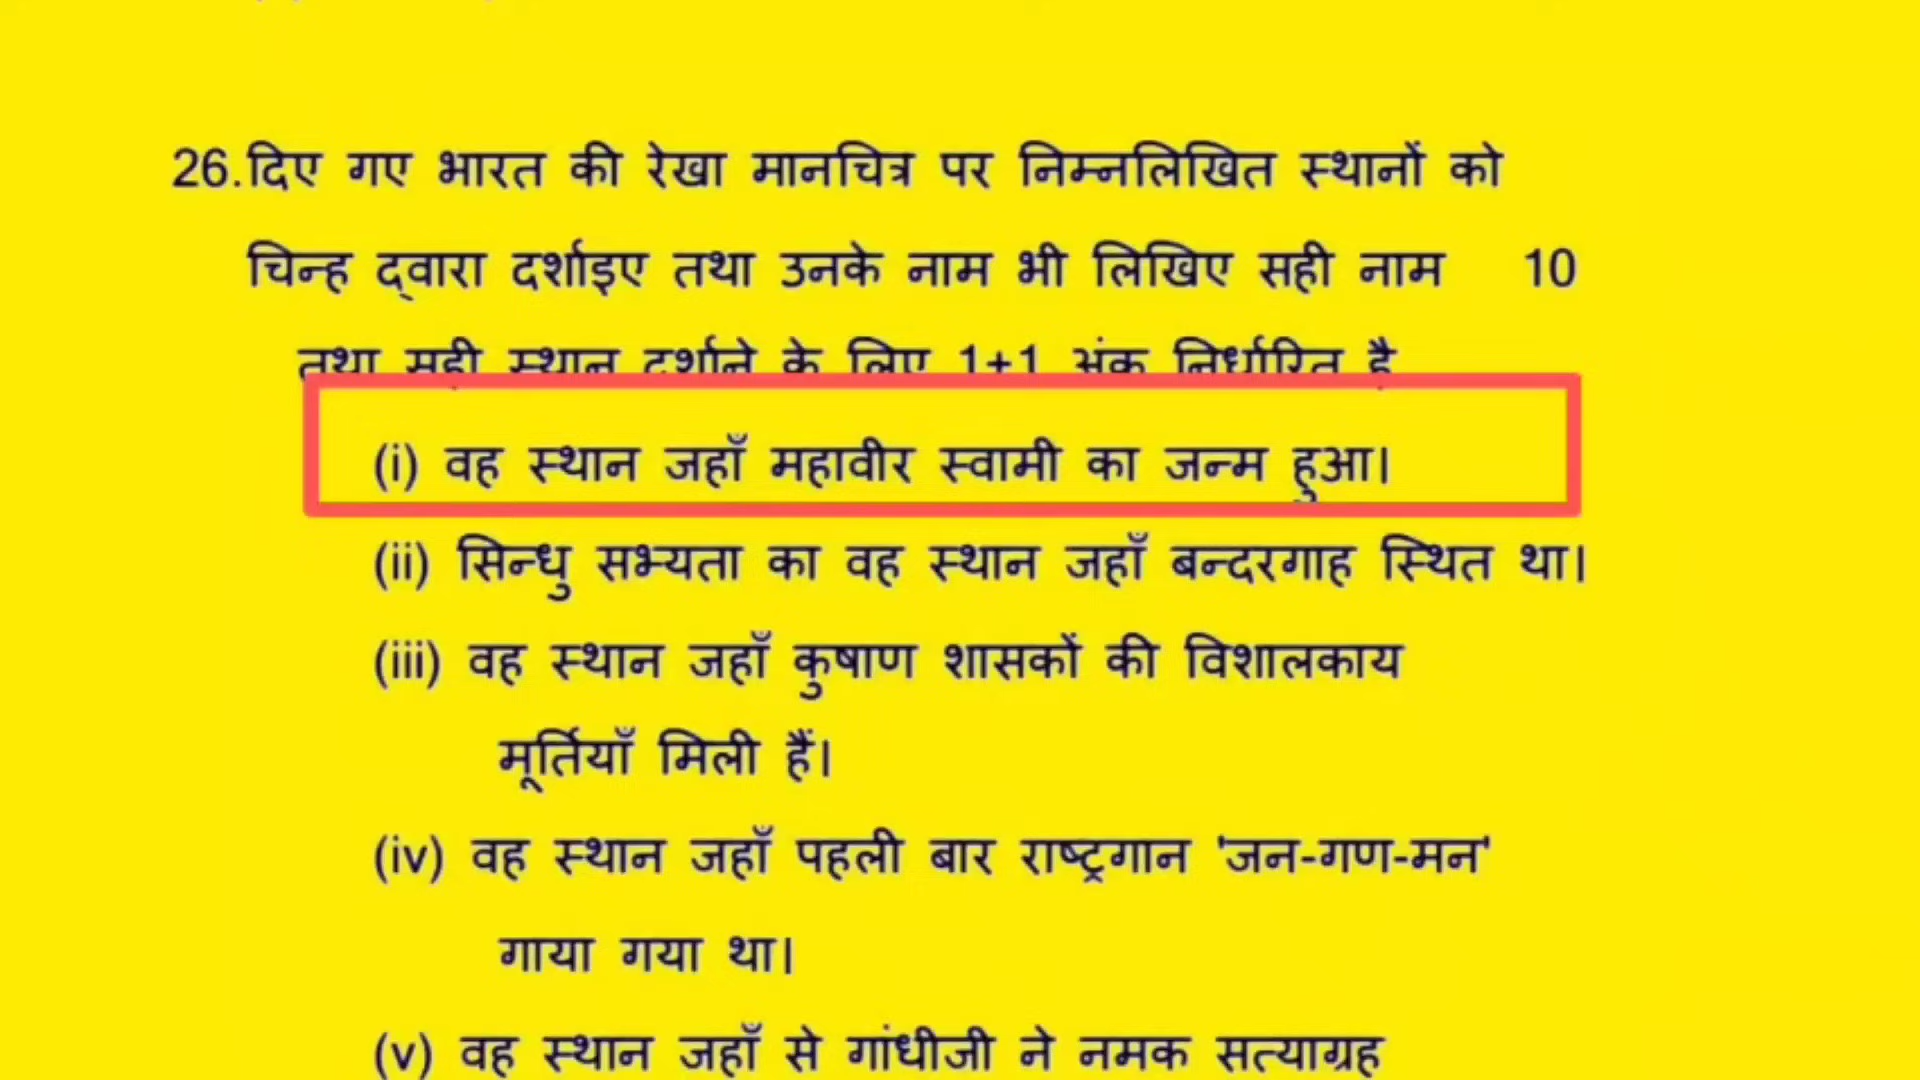 26. दिए गए भारत की रेखा मानचित्र पर निम्नलिखित स्थानों को
चिन्ह द्वारा दर्शाइए तथा उनके नाम भी लिखिए सही नाम 10
तथा सही स्थान दर्शाने के लिए 1+1 अंक निर्धारित है
(i) वह स्थान जहाँ महावीर स्वामी का जन्म हुआ।
(ii) सिन्धु सभ्यता का वह स्थान जहाँ बन्दरगाह स्थित था।
(iii) वह स्थान जहाँ कुषाण शासकों की विशालकाय
मूर्तियाँ मिली हैं।
(iv) वह स्थान जहाँ पहली बार राष्ट्रगान 'जन-गण-मन'
गाया गया था।
(v) वह स्थान जहाँ से गांधीजी ने नमक सत्याग्रह